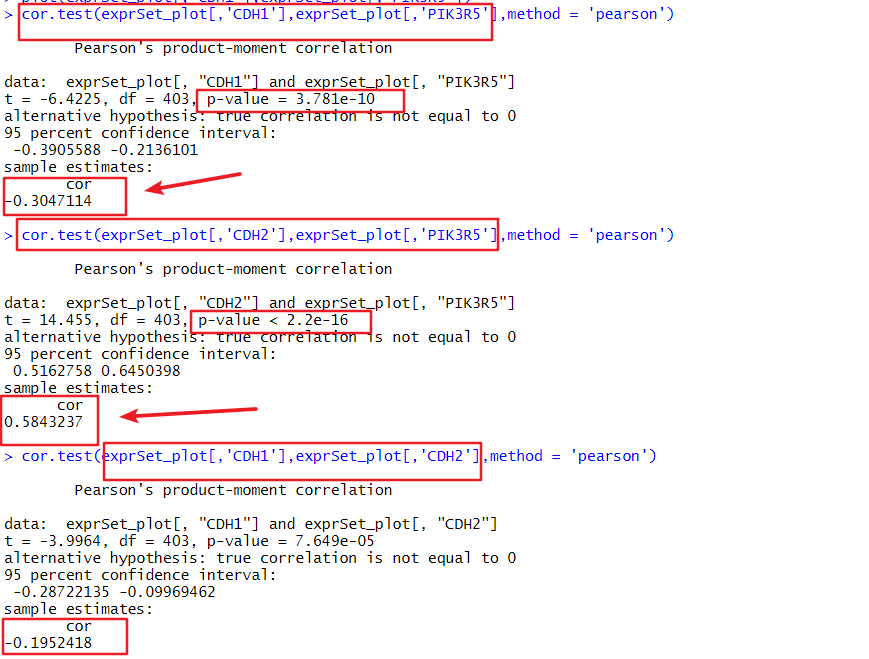 > cor.test(exprSet_plot[,'CDH1'],exprSet_plot[,'PIK3R5'],method = 'pearson')
Pearson's product-moment correlation
data:  exprSet_plot[, "CDH1"] and exprSet_plot[, "PIK3R5"]
t = -6.4225, df = 403, p-value = 3.781e-10
alternative hypothesis: true correlation is not equal to 0
95 percent confidence interval:
-0.3905588 -0.2136101
sample estimates:
cor
-0.3047114
> cor.test(exprSet_plot[,'CDH2'],exprSet_plot[,'PIK3R5'],method = 'pearson')
Pearson's product-moment correlation
data:  exprSet_plot[, "CDH2"] and exprSet_plot[, "PIK3R5"]
t = 14.455, df = 403, p-value < 2.2e-16
alternative hypothesis: true correlation is not equal to 0
95 percent confidence interval:
0.5162758 0.6450398
sample estimates:
cor
0.5843237
> cor.test(exprSet_plot[,'CDH1'],exprSet_plot[,'CDH2'],method = 'pearson')
Pearson's product-moment correlation
data:  exprSet_plot[, "CDH1"] and exprSet_plot[, "CDH2"]
t = -3.9964, df = 403, p-value = 7.649e-05
alternative hypothesis: true correlation is not equal to 0
95 percent confidence interval:
-0.28722135 -0.09969462
sample estimates:
cor
-0.1952418